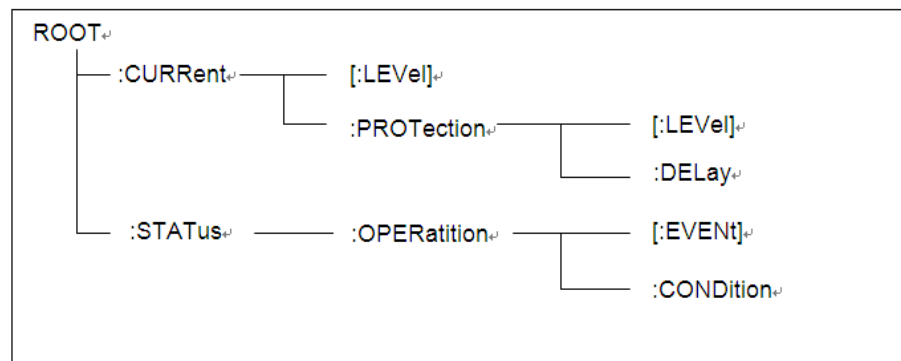 ROOT
:CURRent [:LEVel]
:PROTection [:LEVel]
:DELay
:STATus :OPERatition [:EVENt]
:CONDition